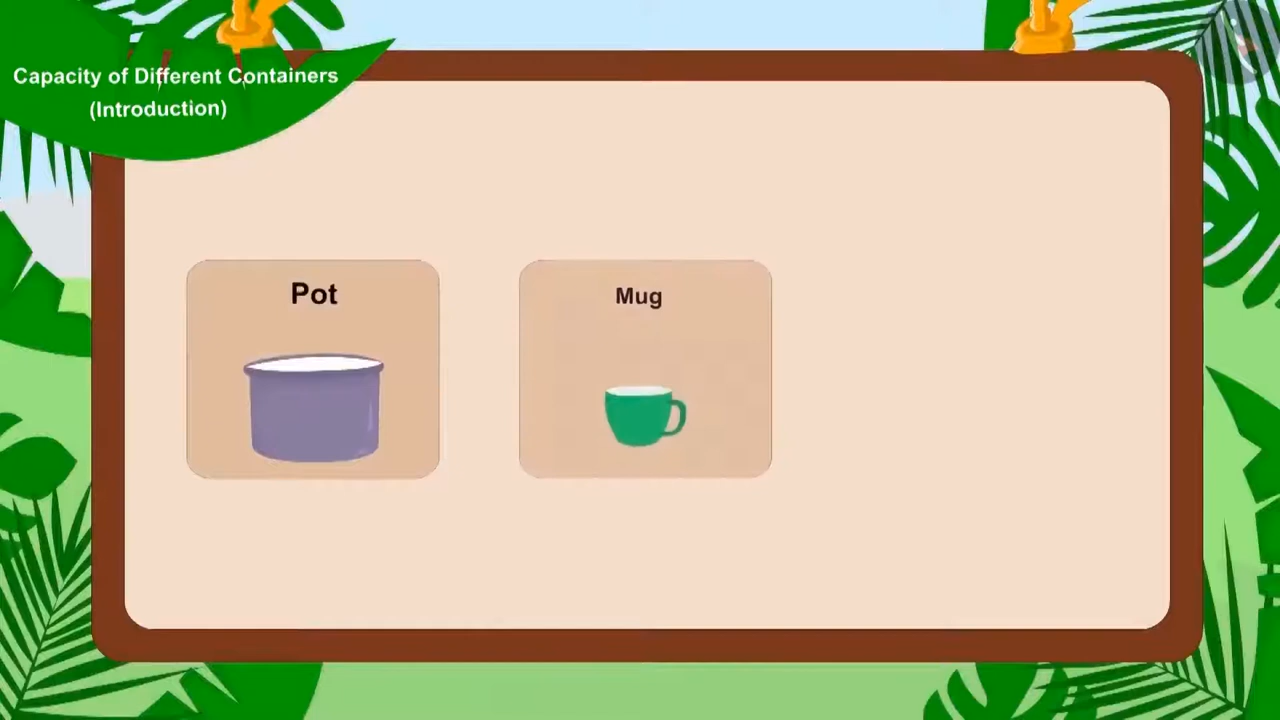 Capacity of Different Containers
(Introduction)
Pot
Mug